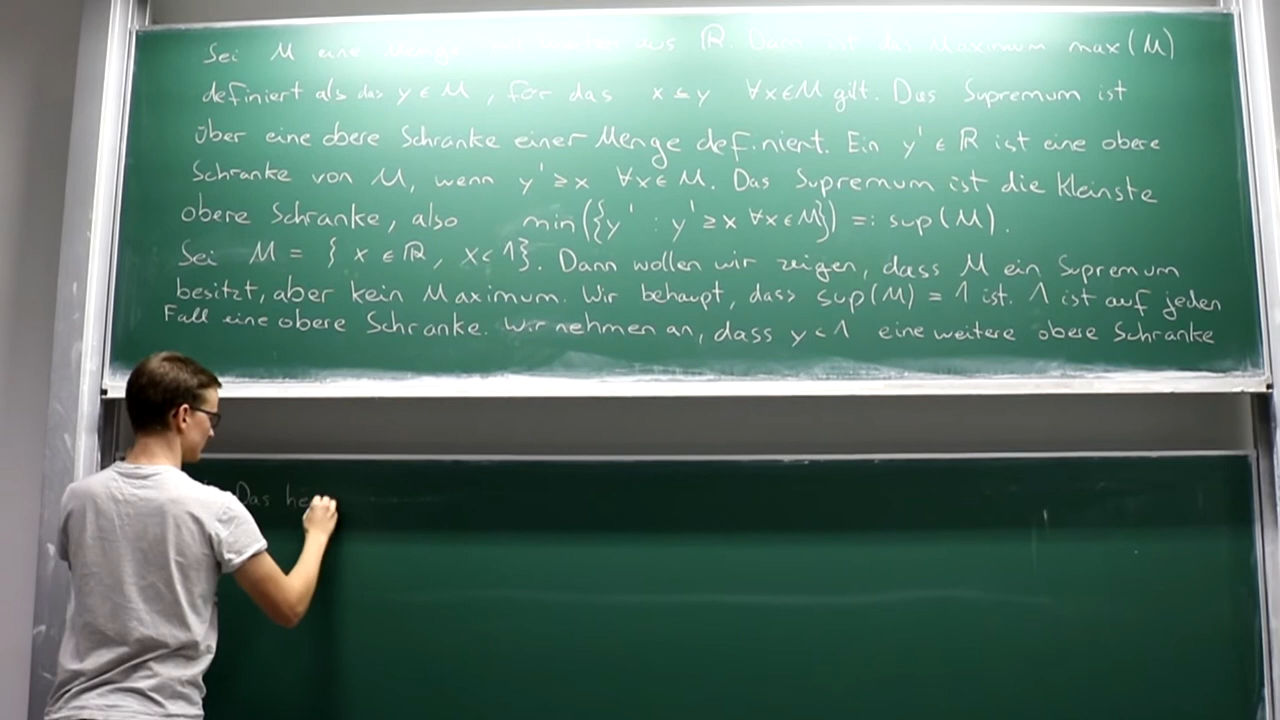 Sei M eine Menge aus ℝ. Dann ist das Maximum max(M)
definiert als das y ∈ M, für das x ≤ y ∀x∈M gilt. Das Supremum ist
über eine obere Schranke einer Menge definiert. Ein y' ∈ ℝ ist eine obere
Schranke von M, wenn y' ≥ x ∀x∈M. Das Supremum ist die kleinste
obere Schranke, also min({y' : y' ≥ x ∀x∈M}) =: sup(M).
Sei M = { x ∈ ℝ, x < 1}. Dann wollen wir zeigen, dass M ein Supremum
besitzt, aber kein Maximum. Wir behaupt, dass sup(M) = 1 ist. 1 ist auf jeden
Fall eine obere Schranke. Wir nehmen an, dass y < 1 eine weitere obere Schranke
Das he